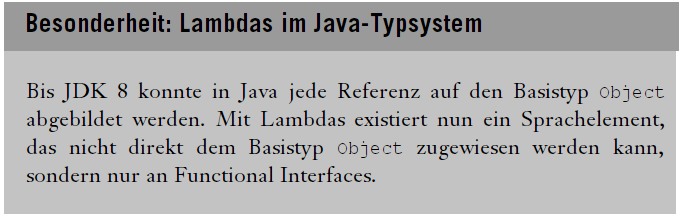 Besonderheit: Lambdas im Java-Typsystem
Bis JDK 8 konnte in Java jede Referenz auf den Basistyp Object
abgebildet werden. Mit Lambdas existiert nun ein Sprachelement,
das nicht direkt dem Basistyp Object zugewiesen werden kann,
sondern nur an Functional Interfaces.